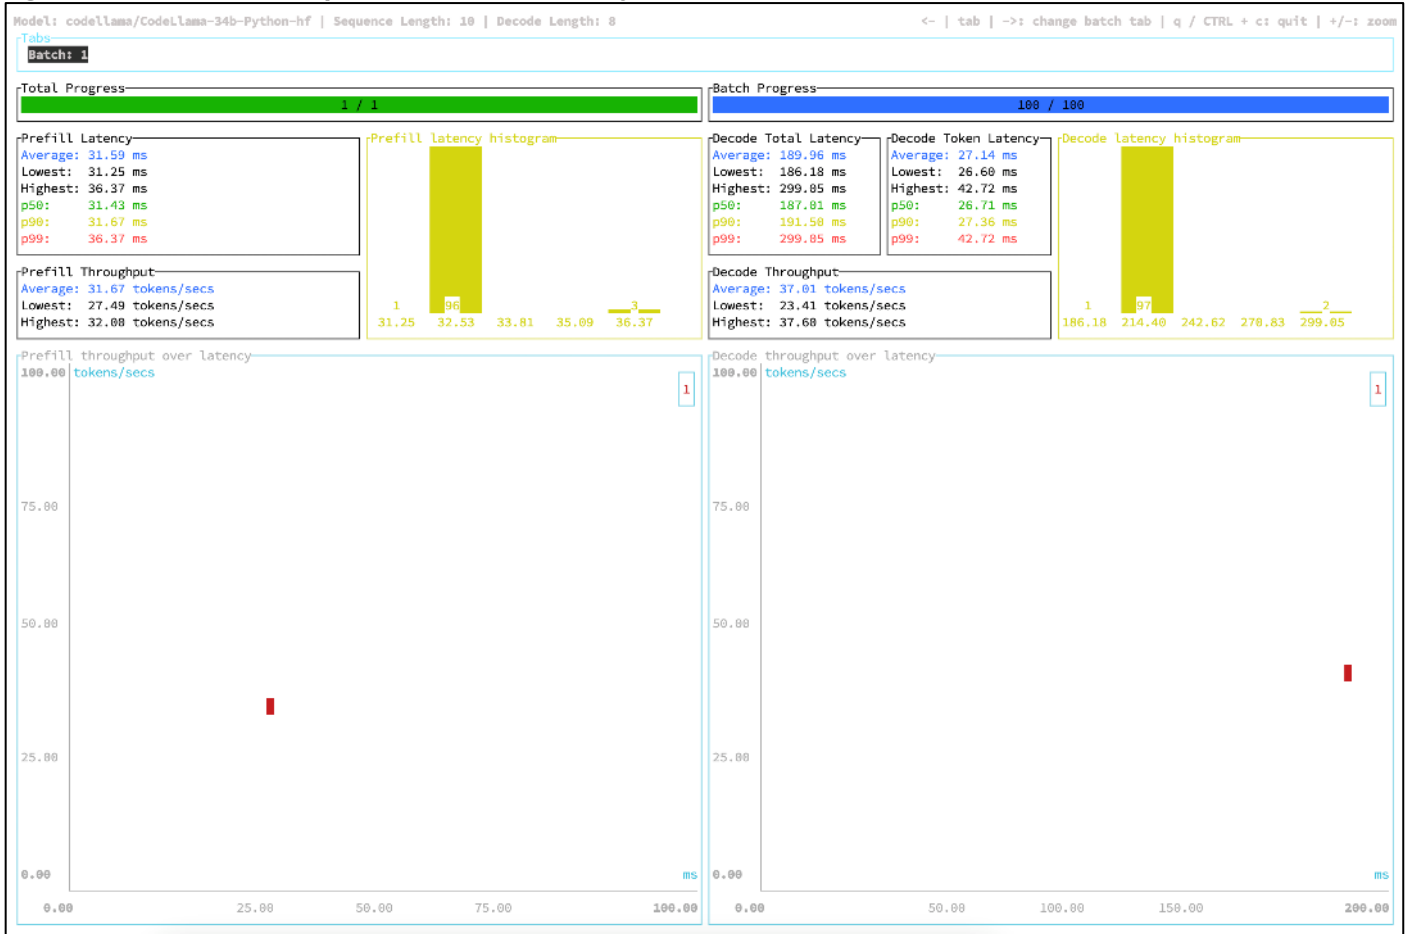 Model: codellama/CodeLlama-34b-Python-hf | Sequence Length: 10 | Decode Length: 8
<- | tab | ->: change batch tab | q / CTRL + c: quit | +/-: zoom
Tabs
Batch: 1
Total Progress
1 / 1
Batch Progress
100 / 100
Prefill Latency
Average: 31.59 ms
Lowest: 31.25 ms
Highest: 36.37 ms
p50: 31.43 ms
p90: 31.67 ms
p99: 36.37 ms
Prefill latency histogram
1 96 3
31.25 32.53 33.81 35.09 36.37
Decode Total Latency
Average: 189.96 ms
Lowest: 186.18 ms
Highest: 299.05 ms
p50: 187.01 ms
p90: 191.50 ms
p99: 299.05 ms
Decode Token Latency
Average: 27.14 ms
Lowest: 26.60 ms
Highest: 42.72 ms
p50: 26.71 ms
p90: 27.36 ms
p99: 42.72 ms
Decode latency histogram
1 97 2
186.18 214.40 242.62 270.83 299.05
Prefill Throughput
Average: 31.67 tokens/secs
Lowest: 27.49 tokens/secs
Highest: 32.00 tokens/secs
Decode Throughput
Average: 37.01 tokens/secs
Lowest: 23.41 tokens/secs
Highest: 37.60 tokens/secs
Prefill throughput over latency
100.00 tokens/secs
1
75.00
50.00
25.00
0.00 ms
0.00 25.00 50.00 75.00 100.00
Decode throughput over latency
100.00 tokens/secs
1
75.00
50.00
25.00
0.00 ms
0.00 50.00 100.00 150.00 200.00